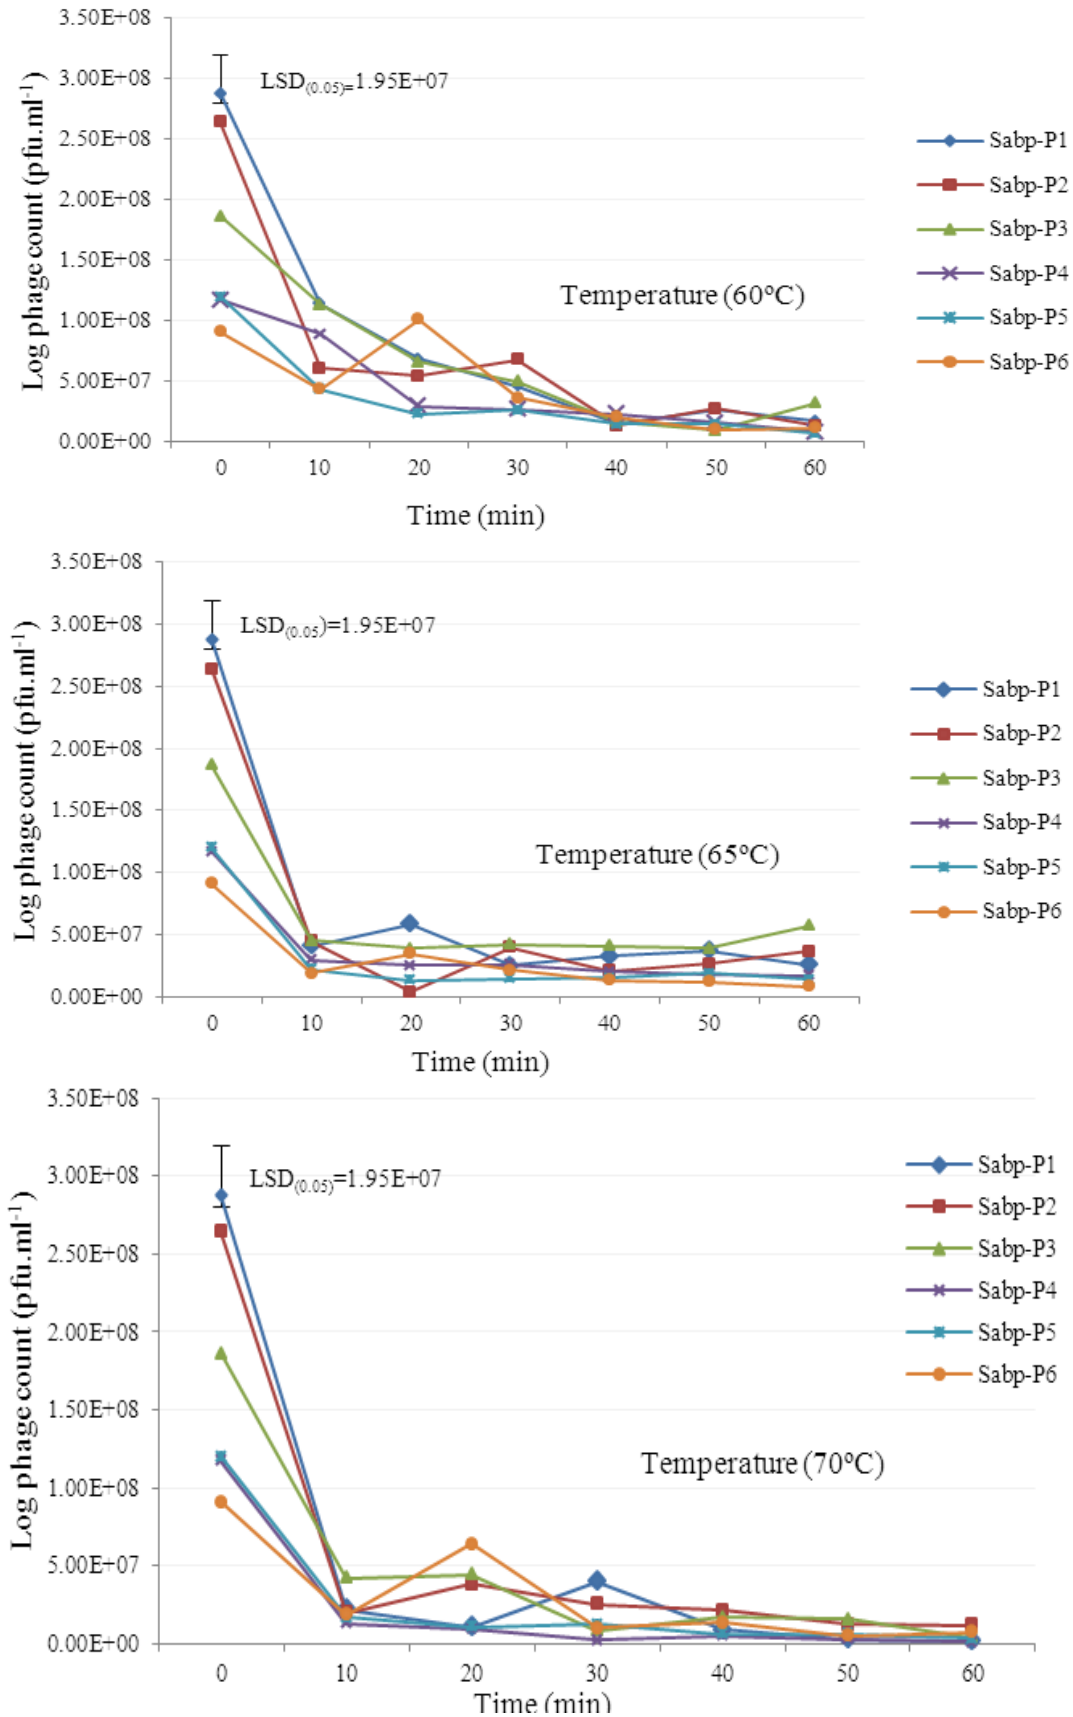 3.50E+08
3.00E+08
2.50E+08
2.00E+08
1.50E+08
1.00E+08
5.00E+07
0.00E+00
Log phage count (pfu.ml-1)
LSD(0.05)=1.95E+07
Temperature (60ºC)
0 10 20 30 40 50 60
Time (min)
Sabp-P1
Sabp-P2
Sabp-P3
Sabp-P4
Sabp-P5
Sabp-P6
3.50E+08
3.00E+08
2.50E+08
2.00E+08
1.50E+08
1.00E+08
5.00E+07
0.00E+00
Log phage count (pfu.ml-1)
LSD(0.05)=1.95E+07
Temperature (65ºC)
0 10 20 30 40 50 60
Time (min)
Sabp-P1
Sabp-P2
Sabp-P3
Sabp-P4
Sabp-P5
Sabp-P6
3.50E+08
3.00E+08
2.50E+08
2.00E+08
1.50E+08
1.00E+08
5.00E+07
0.00E+00
Log phage count (pfu.ml-1)
LSD(0.05)=1.95E+07
Temperature (70ºC)
0 10 20 30 40 50 60
Time (min)
Sabp-P1
Sabp-P2
Sabp-P3
Sabp-P4
Sabp-P5
Sabp-P6